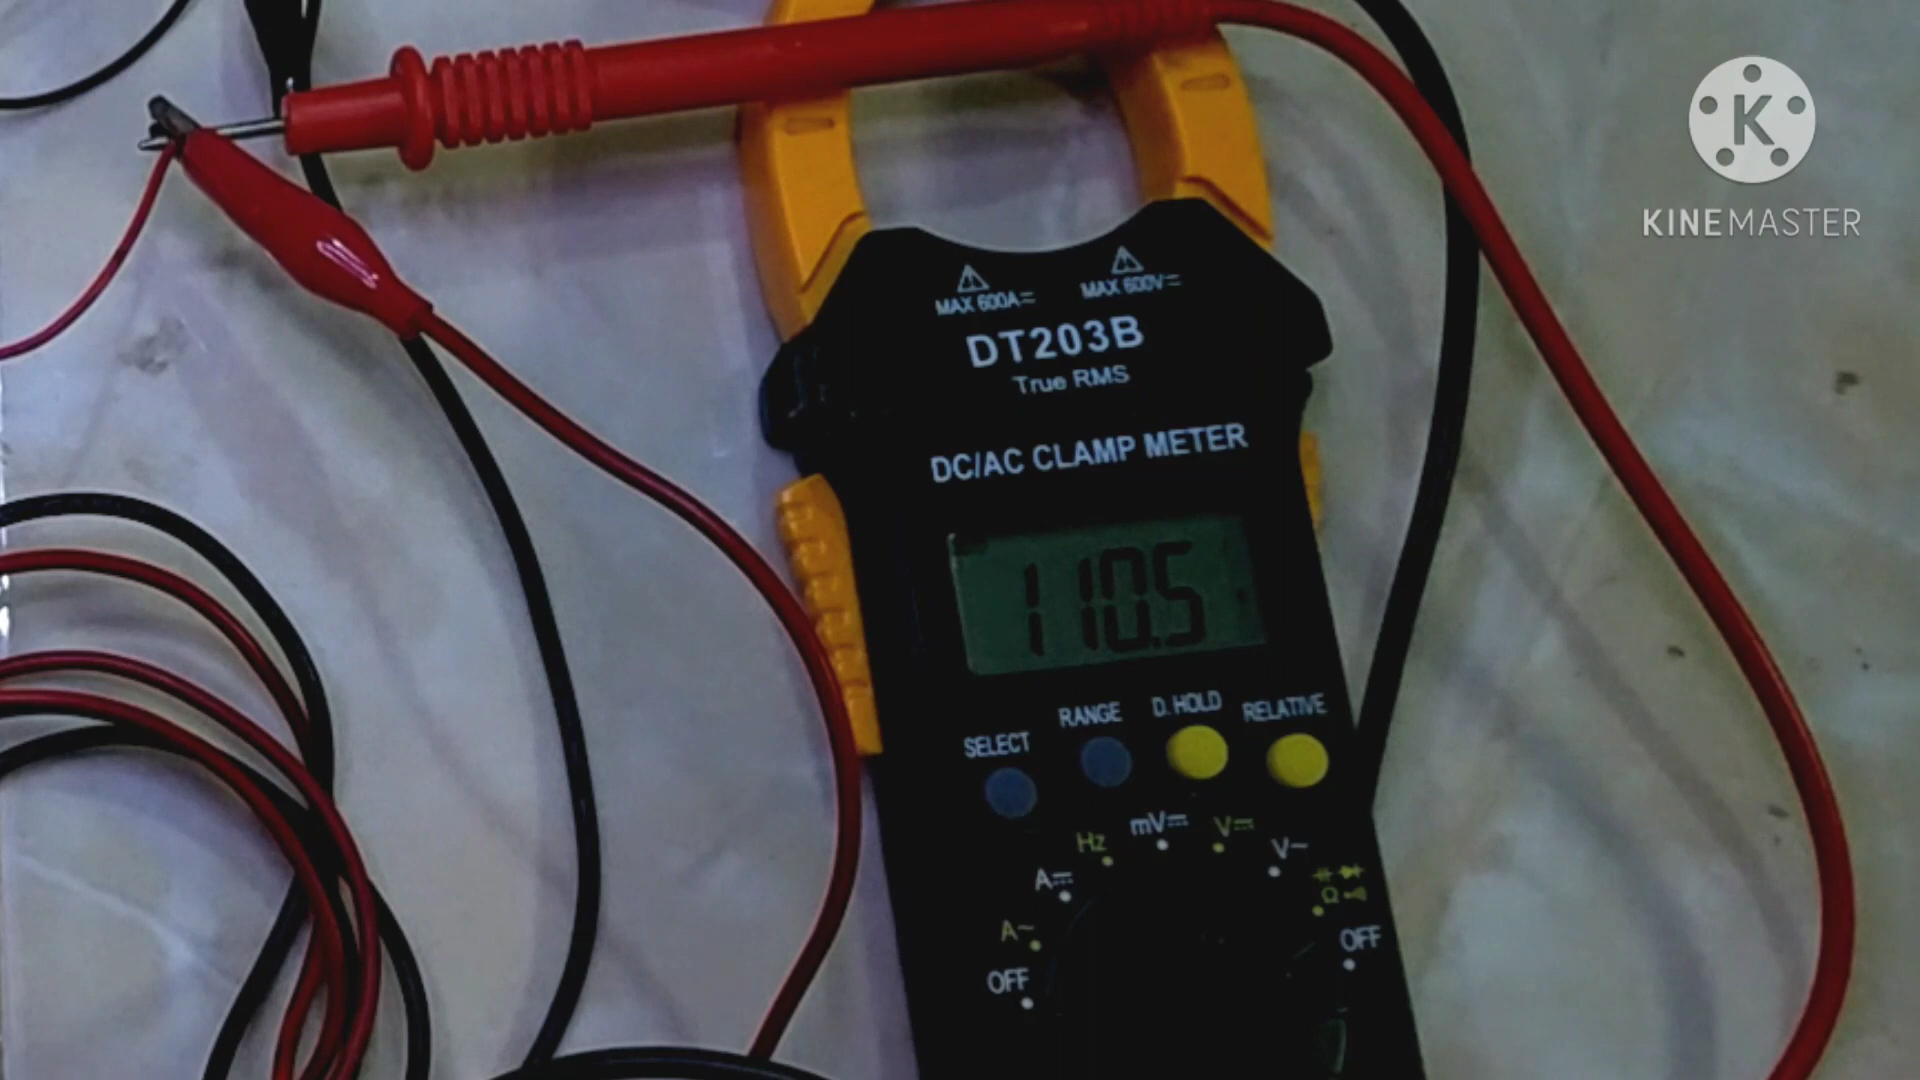 KINEMASTER
MAX 600A⎓ MAX 600V⎓
DT203B
True RMS
DC/AC CLAMP METER
110.5
SELECT RANGE D. HOLD RELATIVE
OFF A~ A⎓ Hz mV⎓ V⎓ V~ Ω OFF